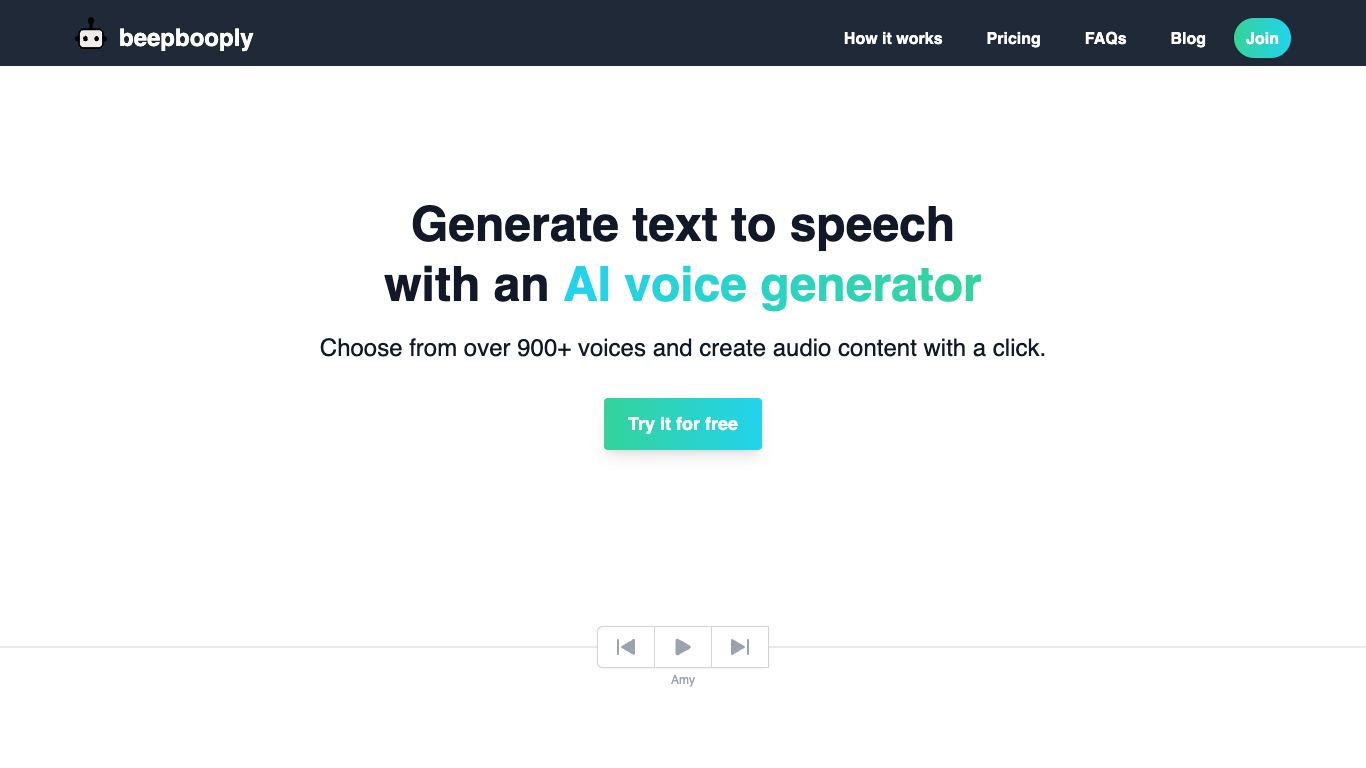 beepbooply
How it works
Pricing
FAQs
Blog
Join
Generate text to speech
with an AI voice generator
Choose from over 900+ voices and create audio content with a click.
Try it for free
Amy